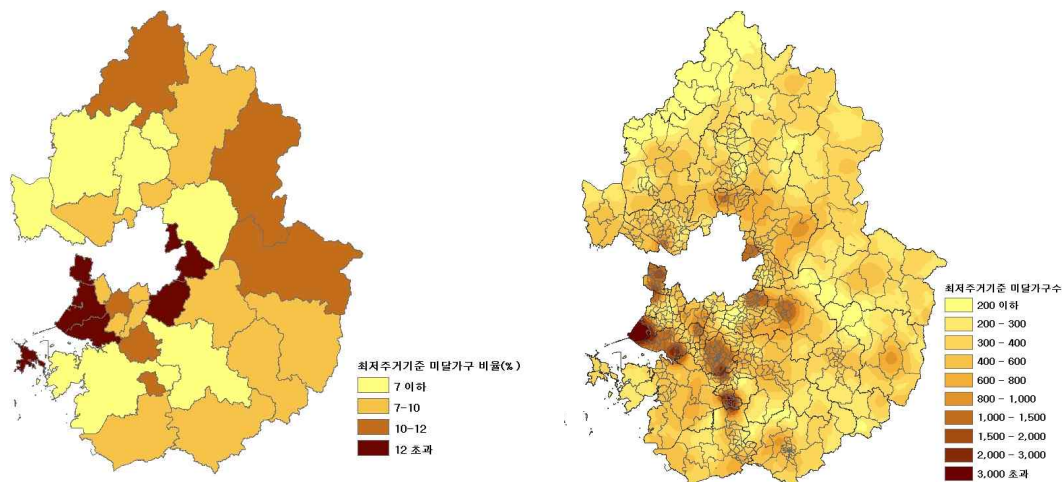 최저주거기준 미달가구 비율(%)
7 이하
7-10
10-12
12 초과
최저주거기준 미달가구수
200 이하
200 - 300
300 - 400
400 - 600
600 - 800
800 - 1,000
1,000 - 1,500
1,500 - 2,000
2,000 - 3,000
3,000 초과